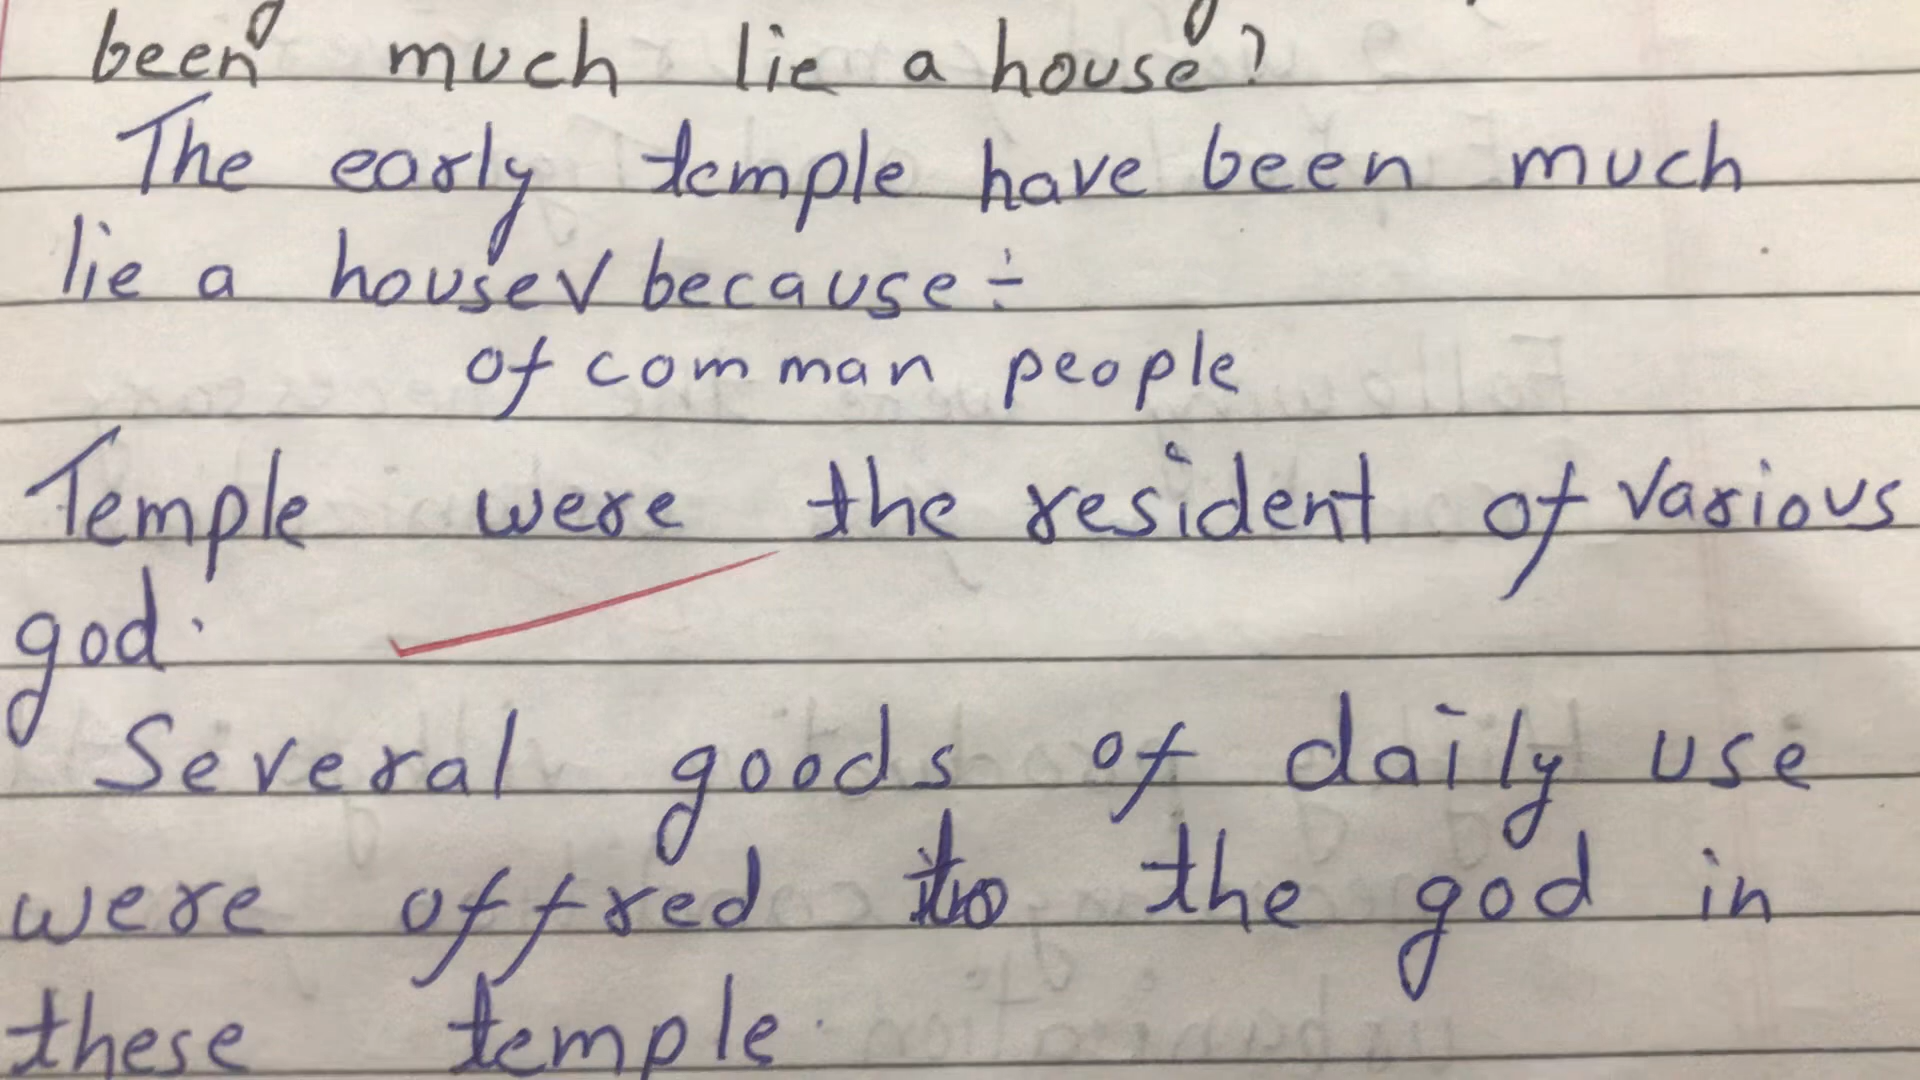 been much lie a house?
The early temple have been much
lie a house√ because ÷
of comman people
Temple were the resident of various
god.
Several goods of daily use
were offred to the god in
these temple.